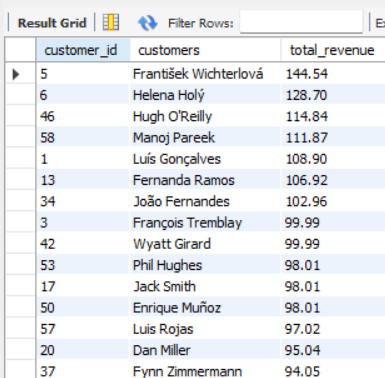 Result Grid Filter Rows: E
customer_id customers total_revenue
5 František Wichterlová 144.54
6 Helena Holý 128.70
46 Hugh O'Reilly 114.84
58 Manoj Pareek 111.87
1 Luís Gonçalves 108.90
13 Fernanda Ramos 106.92
34 João Fernandes 102.96
3 François Tremblay 99.99
42 Wyatt Girard 99.99
53 Phil Hughes 98.01
17 Jack Smith 98.01
50 Enrique Muñoz 98.01
57 Luis Rojas 97.02
20 Dan Miller 95.04
37 Fynn Zimmermann 94.05